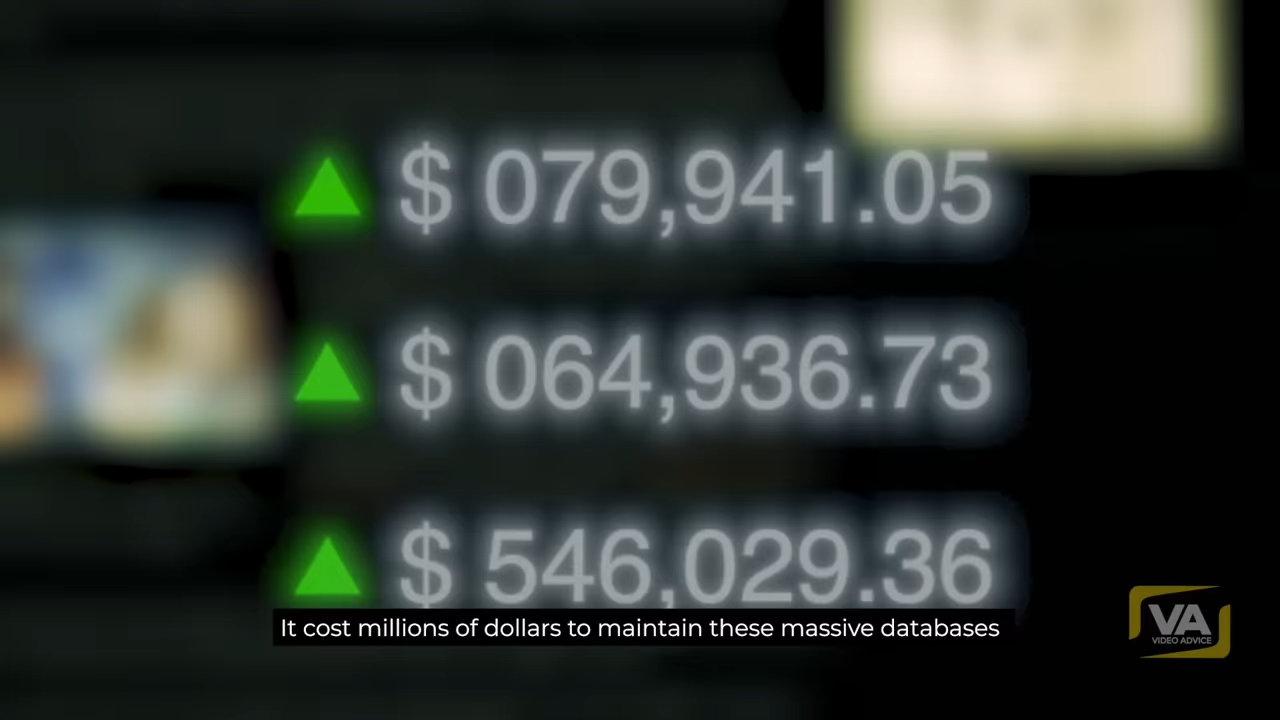 $ 079,941.05
$ 064,936.73
$ 546,029.36
It cost millions of dollars to maintain these massive databases
VA
VIDEO ADVICE